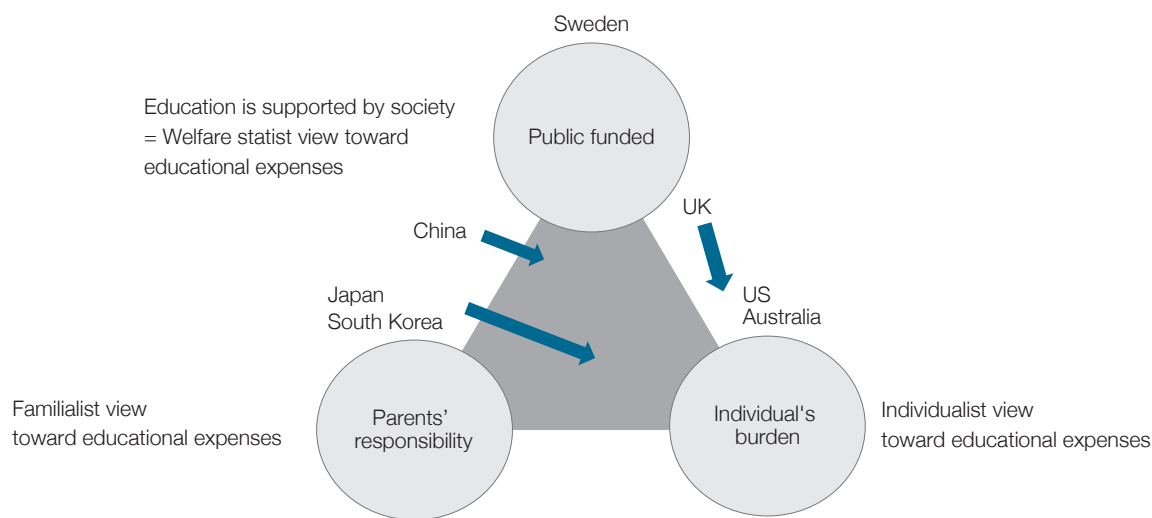 Sweden
Education is supported by society
= Welfare statist view toward
educational expenses
Public funded
UK
China
Japan
South Korea
US
Australia
Familialist view
toward educational expenses
Parents’
responsibility
Individual's
burden
Individualist view
toward educational expenses